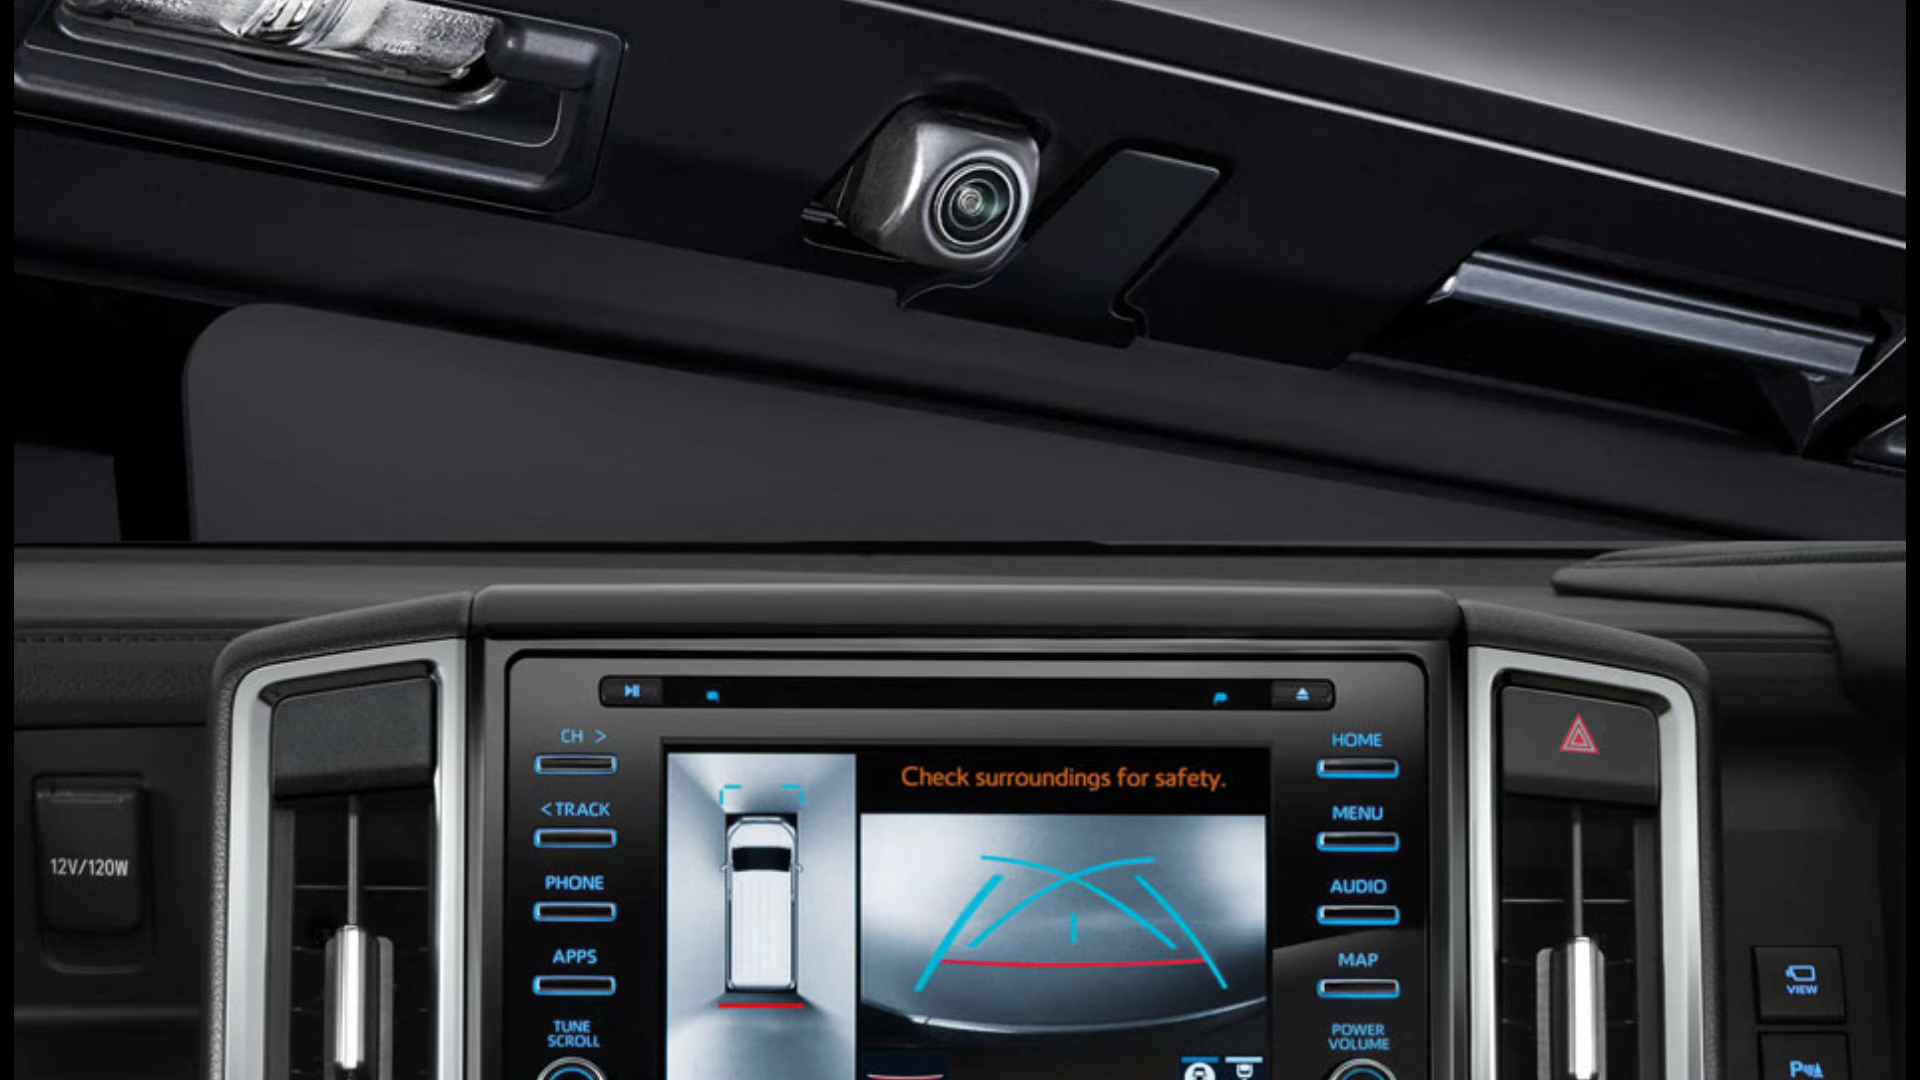 CH >
HOME
Check surroundings for safety.
< TRACK
MENU
12V/120W
PHONE
AUDIO
APPS
MAP
VIEW
TUNE
SCROLL
POWER
VOLUME